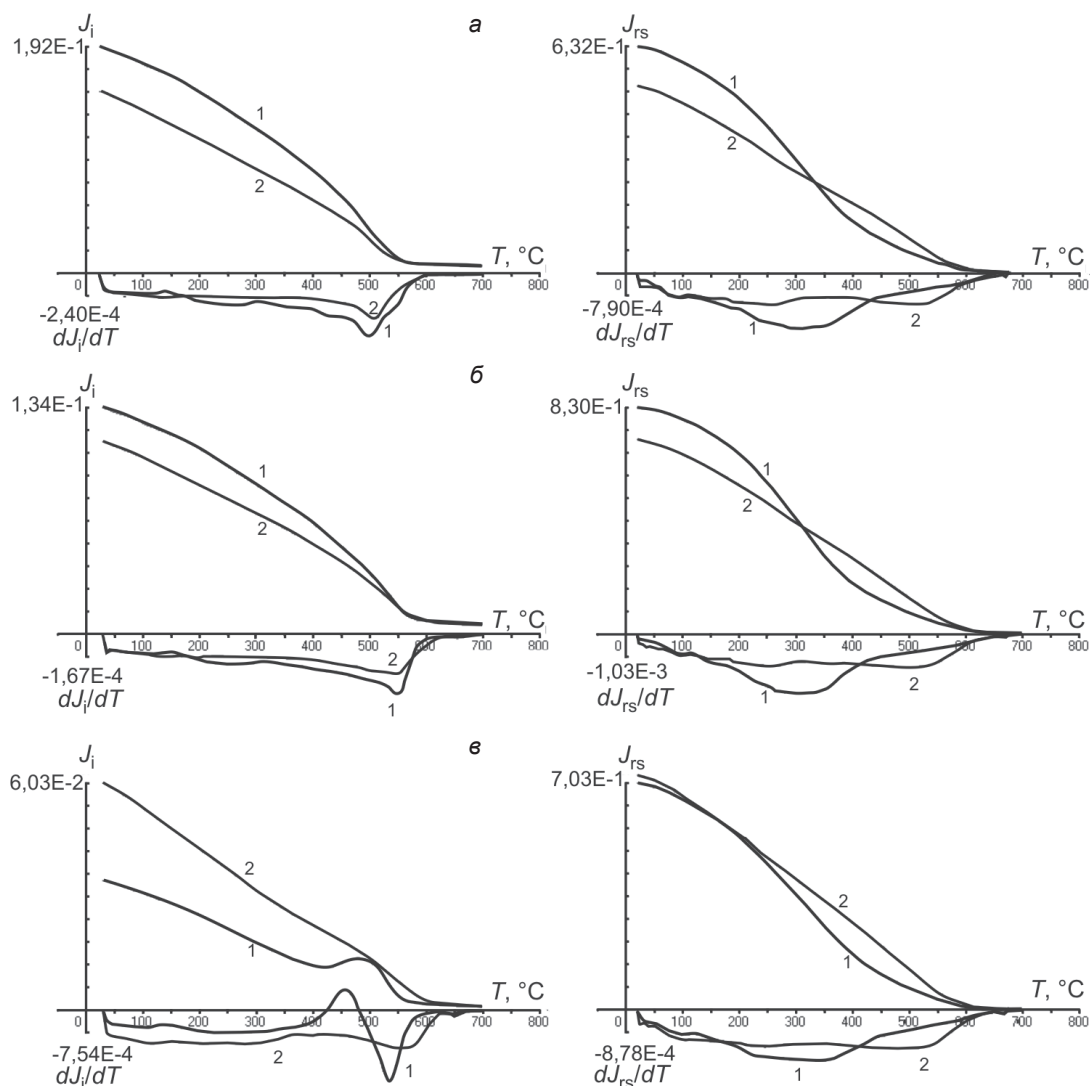 а
J_i
1,92E-1
1
2
T, °C
0 100 200 300 400 500 600 700 800
-2,40E-4
dJ_i/dT
2
1
J_rs
6,32E-1
1
2
T, °C
0 100 200 300 400 500 600 700 800
-7,90E-4
dJ_rs/dT
1
2
б
J_i
1,34E-1
1
2
T, °C
0 100 200 300 400 500 600 700 800
-1,67E-4
dJ_i/dT
2
1
J_rs
8,30E-1
1
2
T, °C
0 100 200 300 400 500 600 700 800
-1,03E-3
dJ_rs/dT
1
2
в
J_i
6,03E-2
2
1
T, °C
0 100 200 300 400 500 600 700 800
-7,54E-4
dJ_i/dT
2
1
J_rs
7,03E-1
2
1
T, °C
0 100 200 300 400 500 600 700 800
-8,78E-4
dJ_rs/dT
1
2